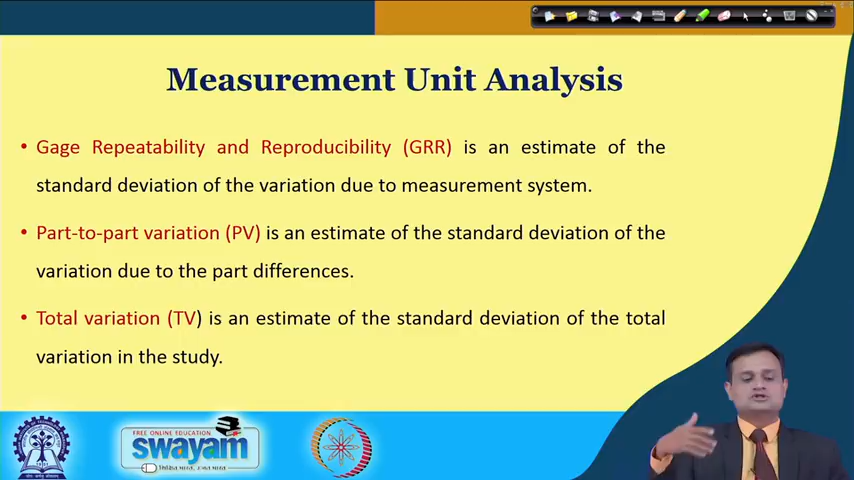 Measurement Unit Analysis
• Gage Repeatability and Reproducibility (GRR) is an estimate of the
standard deviation of the variation due to measurement system.
• Part-to-part variation (PV) is an estimate of the standard deviation of the
variation due to the part differences.
• Total variation (TV) is an estimate of the standard deviation of the total
variation in the study.
FREE ONLINE EDUCATION
swayam